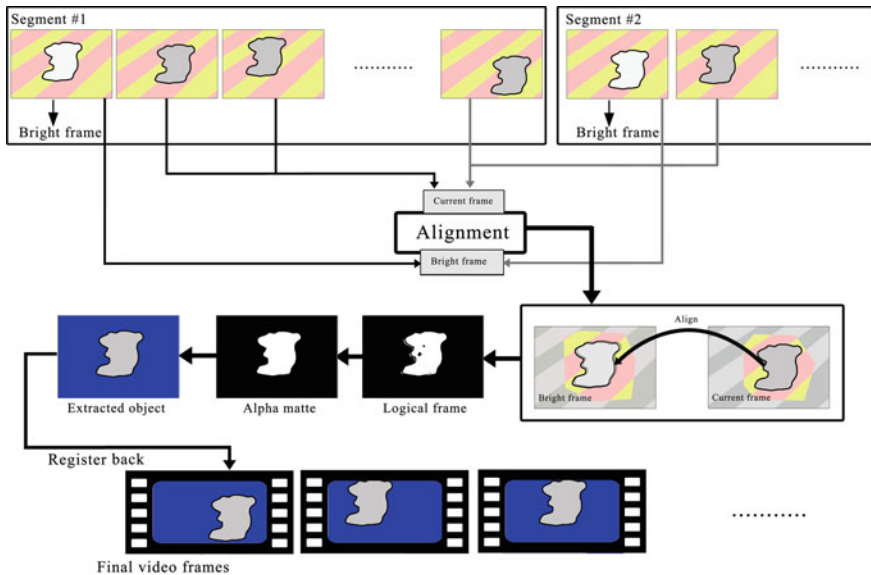 Segment #1
Segment #2
............
............
Bright frame
Bright frame
Current frame
Alignment
Bright frame
Align
Bright frame
Current frame
Extracted object
Alpha matte
Logical frame
Register back
............
Final video frames